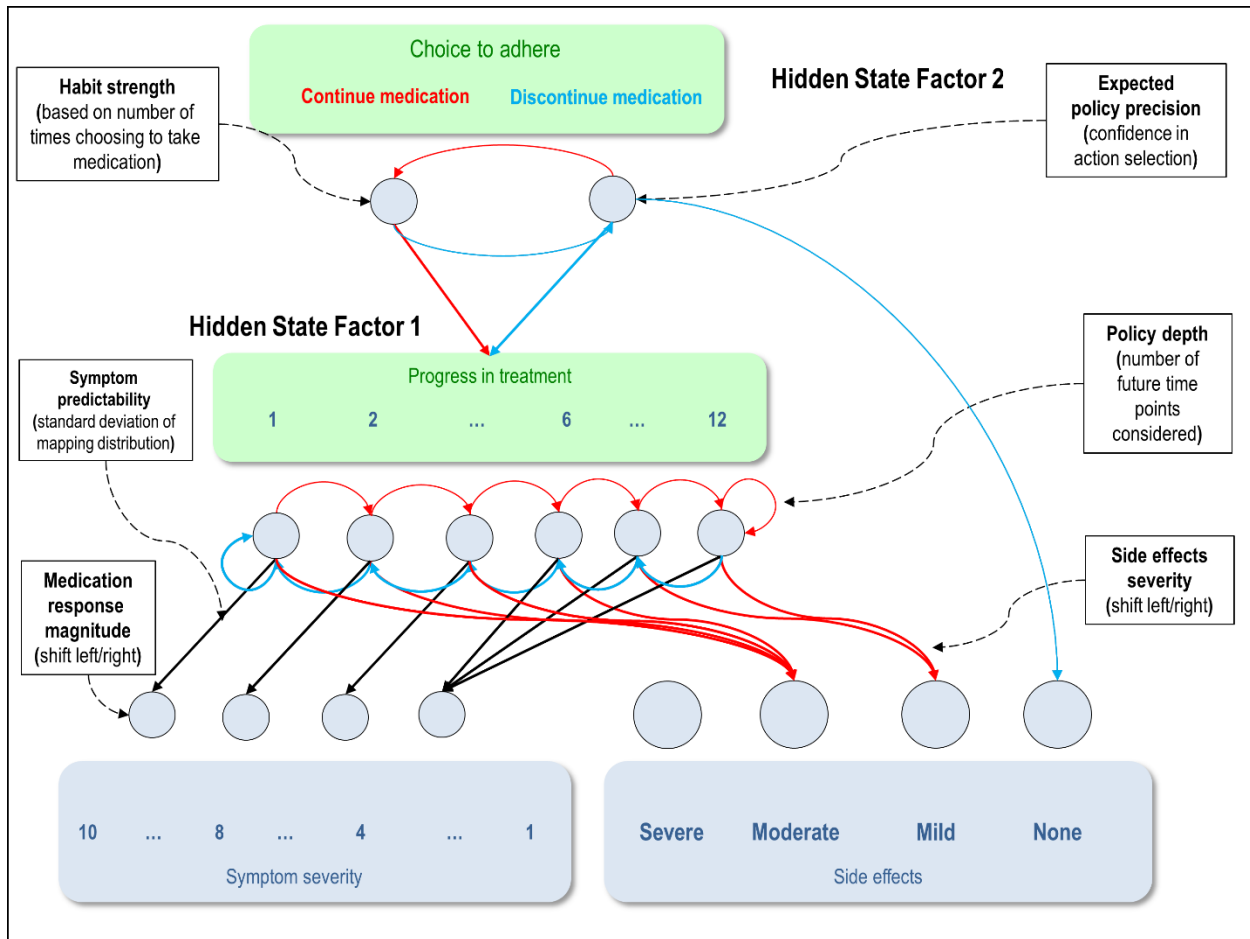 Choice to adhere
Continue medication
Discontinue medication
Hidden State Factor 2
Habit strength
(based on number of
times choosing to take
medication)
Expected
policy precision
(confidence in
action selection)
Hidden State Factor 1
Progress in treatment
1 2 ... 6 ... 12
Symptom
predictability
(standard deviation of
mapping distribution)
Policy depth
(number of
future time
points
considered)
Medication
response
magnitude
(shift left/right)
Side effects
severity
(shift left/right)
10 ... 8 ... 4 ... 1
Symptom severity
Severe Moderate Mild None
Side effects